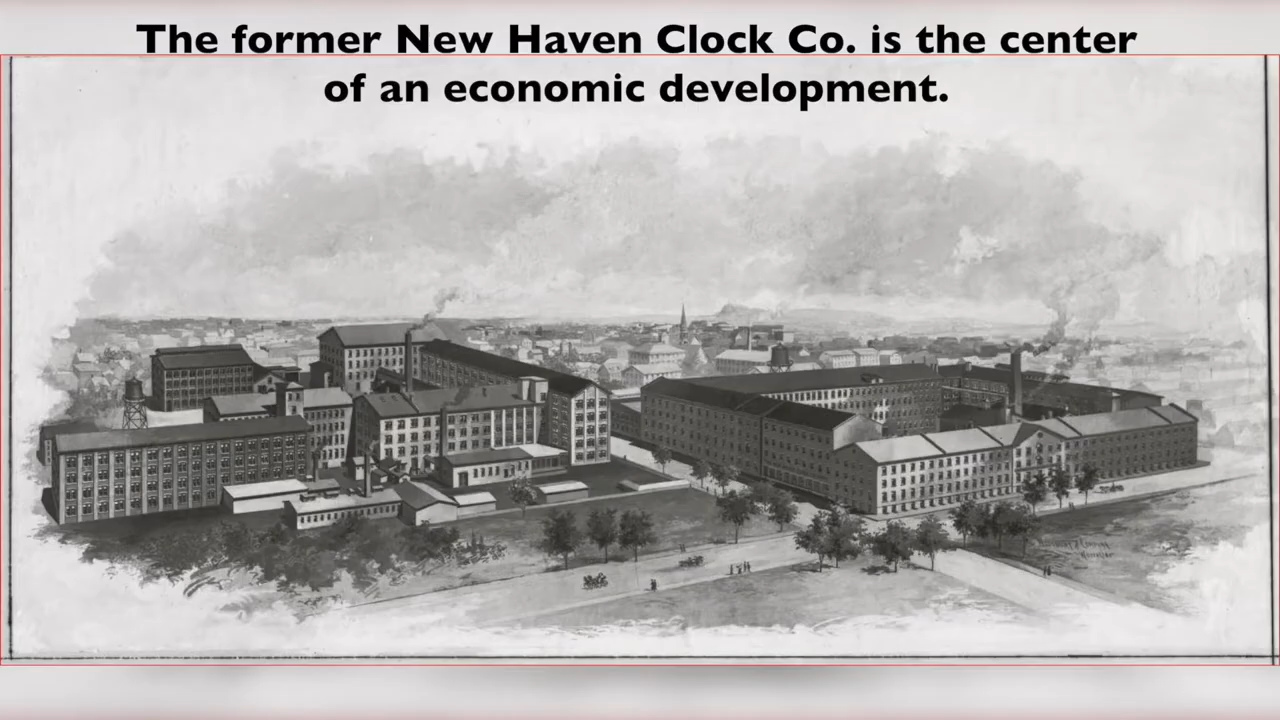 The former New Haven Clock Co. is the center
of an economic development.